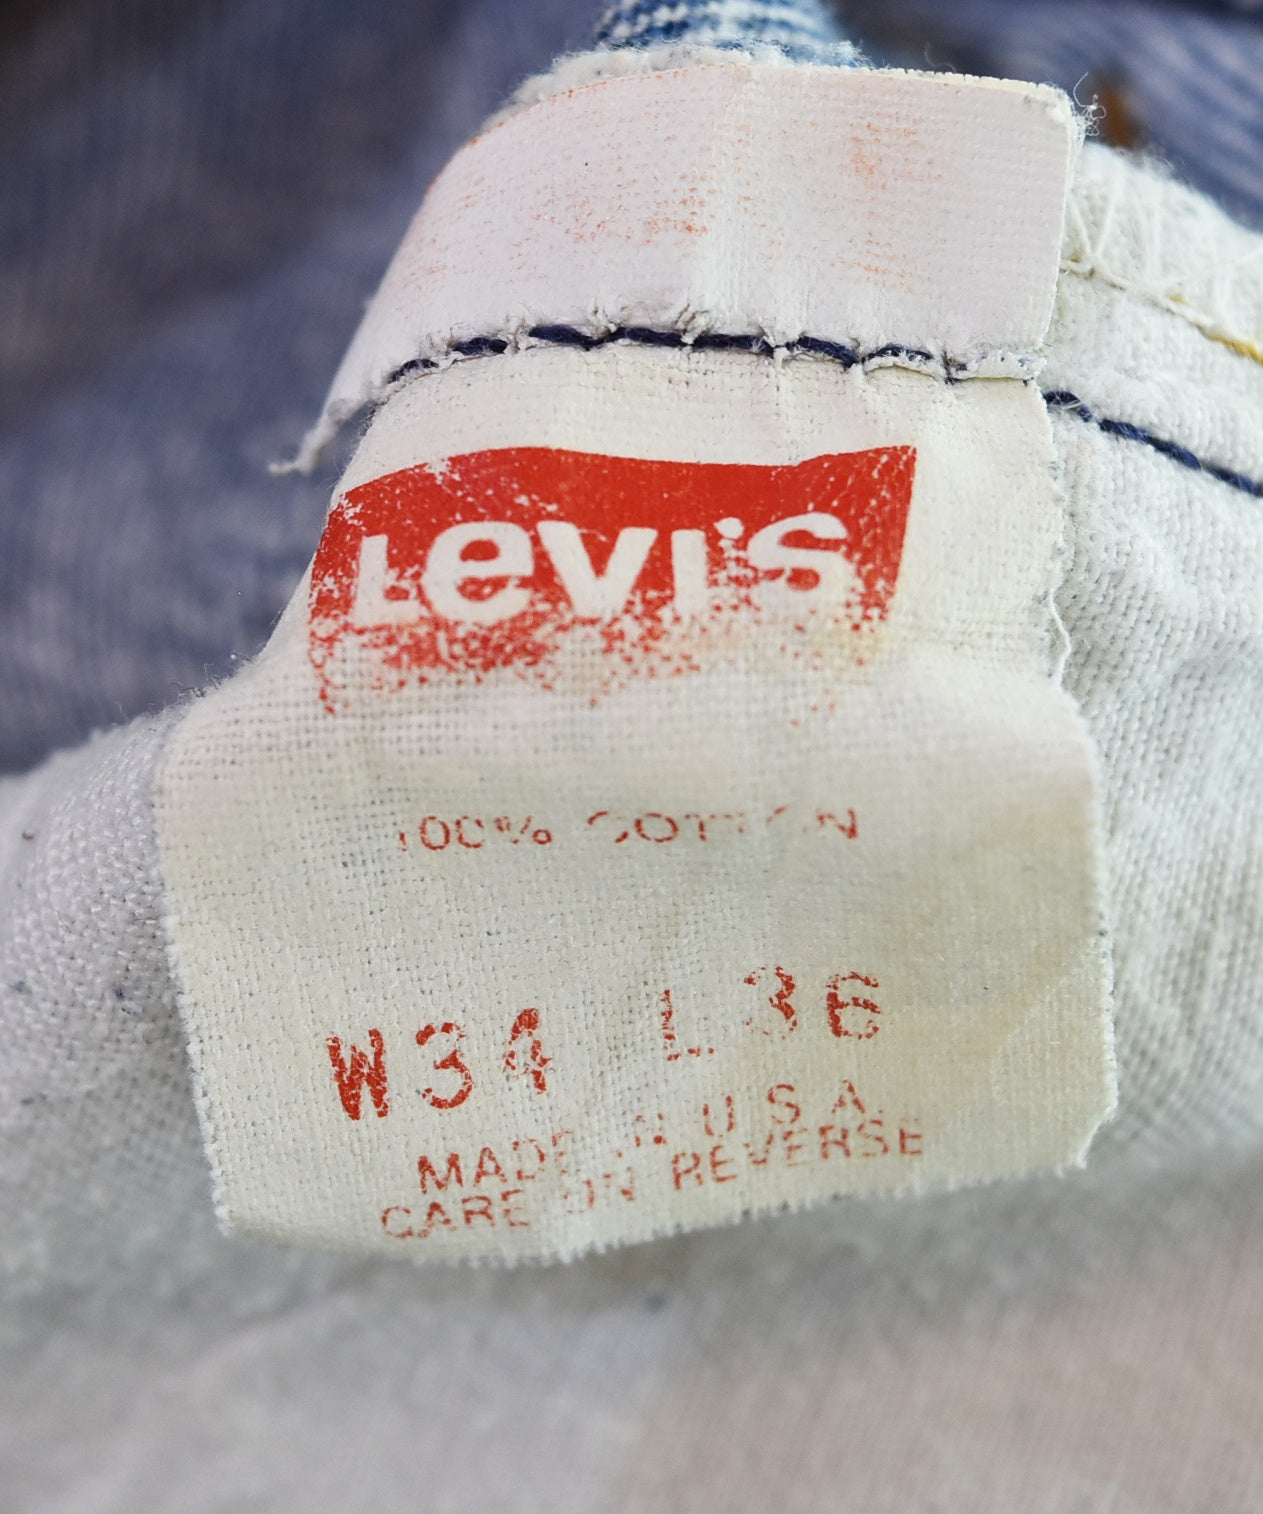 Levi's
100% COTTON
W34 L36
MADE IN U.S.A.
CARE ON REVERSE